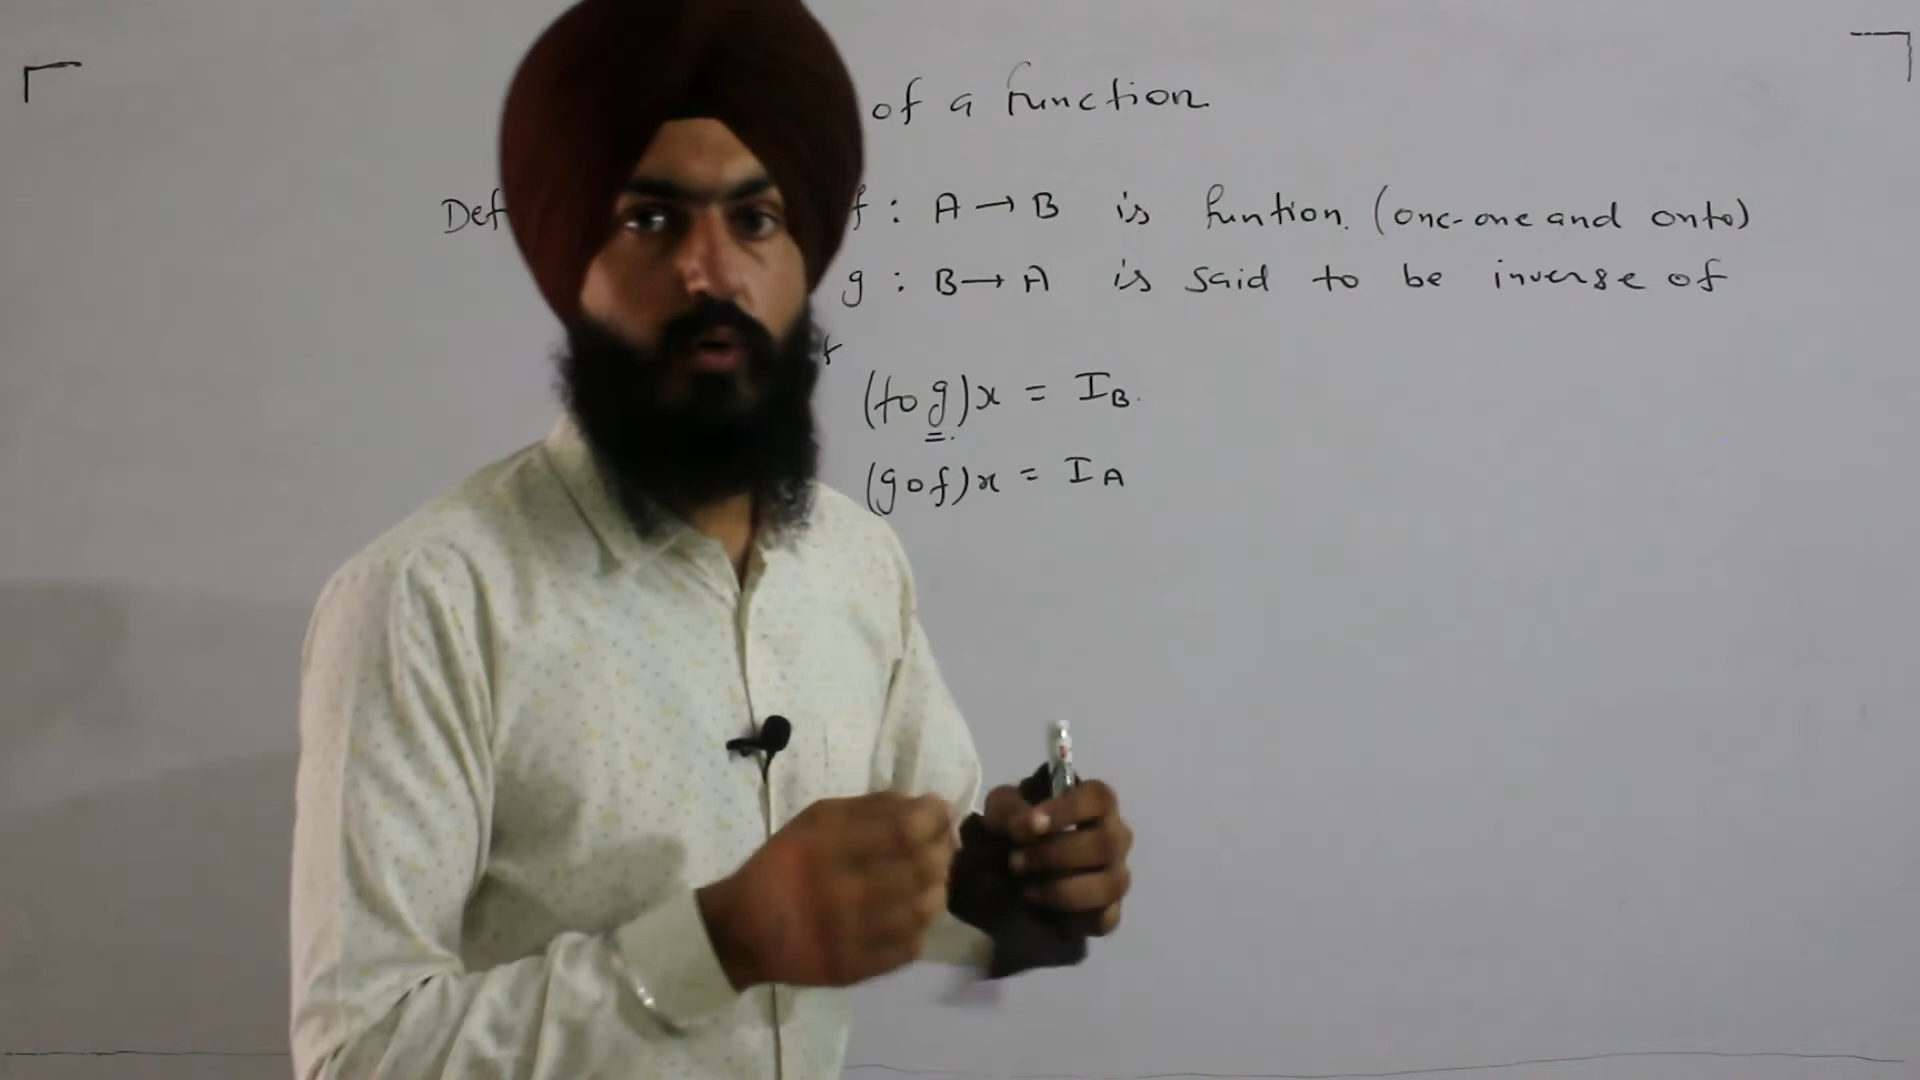 of a function
Def f : A → B is funtion. (one-one and onto)
g : B → A is said to be inverse of
(fog)x = I_B.
(gof)x = I_A